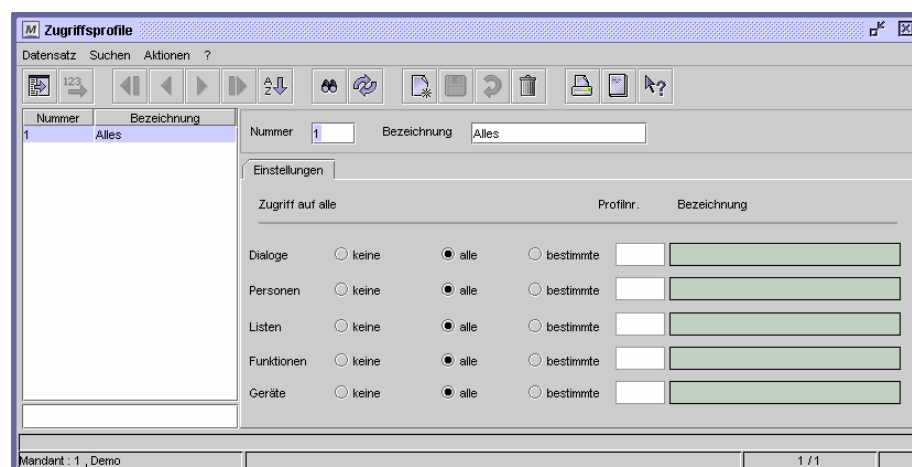 M Zugriffsprofile
Datensatz Suchen Aktionen ?
123 A Z ?
Nummer Bezeichnung
1 Alles
Nummer 1 Bezeichnung Alles
Einstellungen
Zugriff auf alle Profilnr. Bezeichnung
Dialoge keine alle bestimmte
Personen keine alle bestimmte
Listen keine alle bestimmte
Funktionen keine alle bestimmte
Geräte keine alle bestimmte
Mandant : 1 , Demo 1 / 1